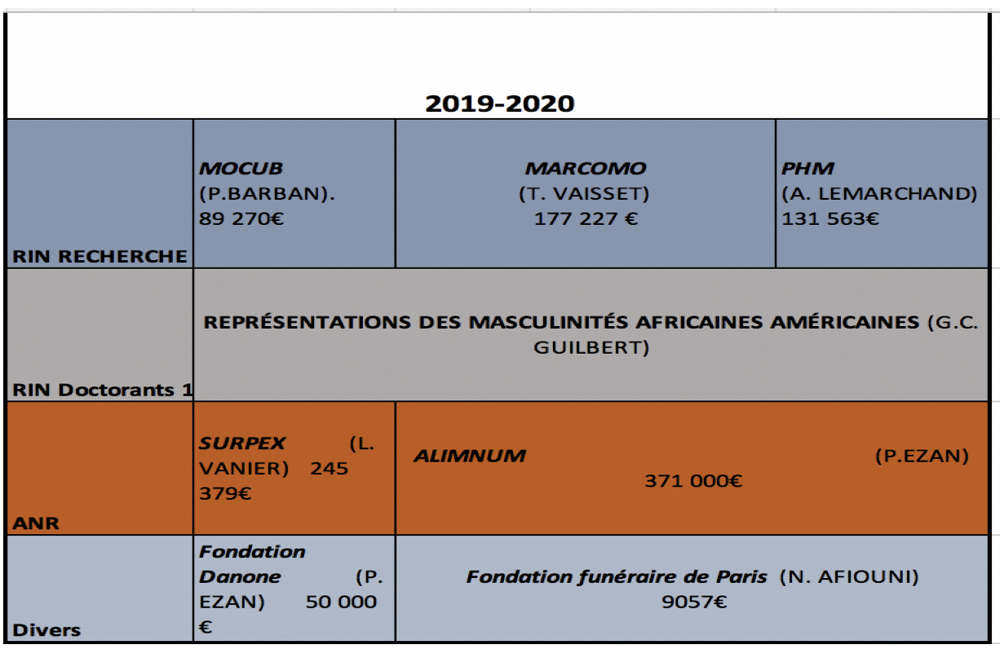 2019-2020
RIN RECHERCHE
MOCUB
(P.BARBAN).
89 270€
MARCOMO
(T. VAISSET)
177 227 €
PHM
(A. LEMARCHAND)
131 563€
RIN Doctorants 1
REPRÉSENTATIONS DES MASCULINITÉS AFRICAINES AMÉRICAINES (G.C.
GUILBERT)
ANR
SURPEX (L.
VANIER) 245
379€
ALIMNUM (P.EZAN)
371 000€
Divers
Fondation
Danone (P.
EZAN) 50 000
€
Fondation funéraire de Paris (N. AFIOUNI)
9057€